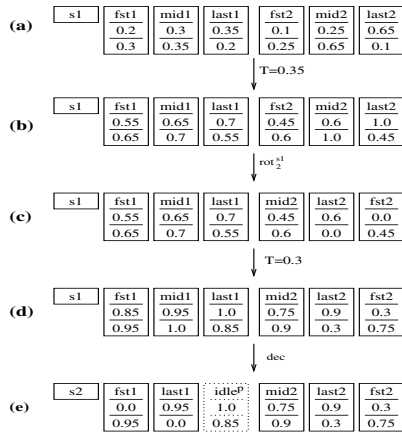 (a) s1 fst1 mid1 last1 fst2 mid2 last2
0.2 0.3 0.35 0.1 0.25 0.65
0.3 0.35 0.2 0.25 0.65 0.1
T=0.35
(b) s1 fst1 mid1 last1 fst2 mid2 last2
0.55 0.65 0.7 0.45 0.6 1.0
0.65 0.7 0.55 0.6 1.0 0.45
rot s1 2
(c) s1 fst1 mid1 last1 mid2 last2 fst2
0.55 0.65 0.7 0.45 0.6 0.0
0.65 0.7 0.55 0.6 0.0 0.45
T=0.3
(d) s1 fst1 mid1 last1 mid2 last2 fst2
0.85 0.95 1.0 0.75 0.9 0.3
0.95 1.0 0.85 0.9 0.3 0.75
dec
(e) s2 fst1 last1 idleP mid2 last2 fst2
0.0 0.95 1.0 0.75 0.9 0.3
0.95 0.0 0.85 0.9 0.3 0.75